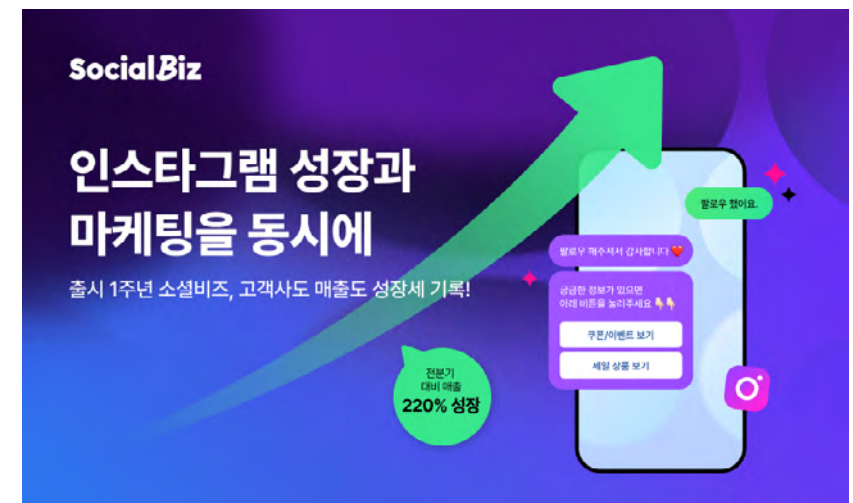 SocialBiz
인스타그램 성장과
마케팅을 동시에
출시 1주년 소셜비즈, 고객사도 매출도 성장세 기록!
팔로우 했어요.
팔로우 해주셔서 감사합니다 ❤️
궁금한 정보가 있으면
아래 버튼을 눌러주세요 👇👇
쿠폰/이벤트 보기
세일 상품 보기
전분기
대비 매출
220% 성장